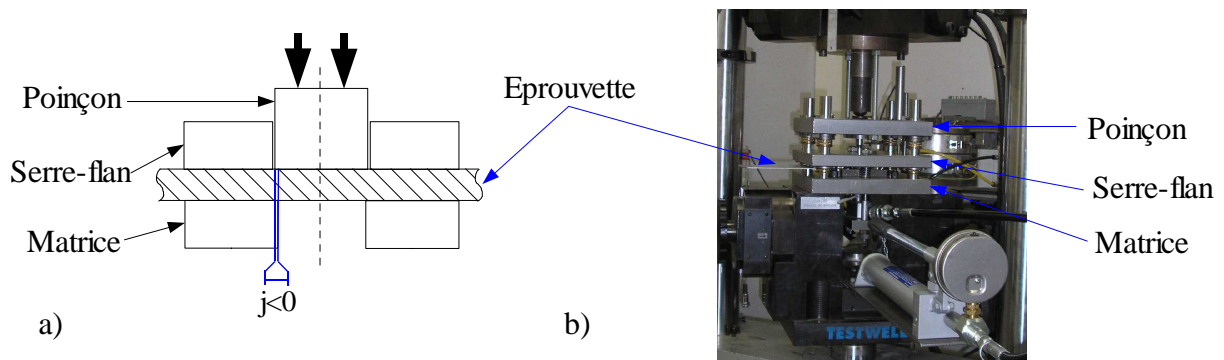 Poinçon
Serre-flan
Matrice
j<0
a)
Eprouvette
b)
Poinçon
Serre-flan
Matrice
TESTWELL